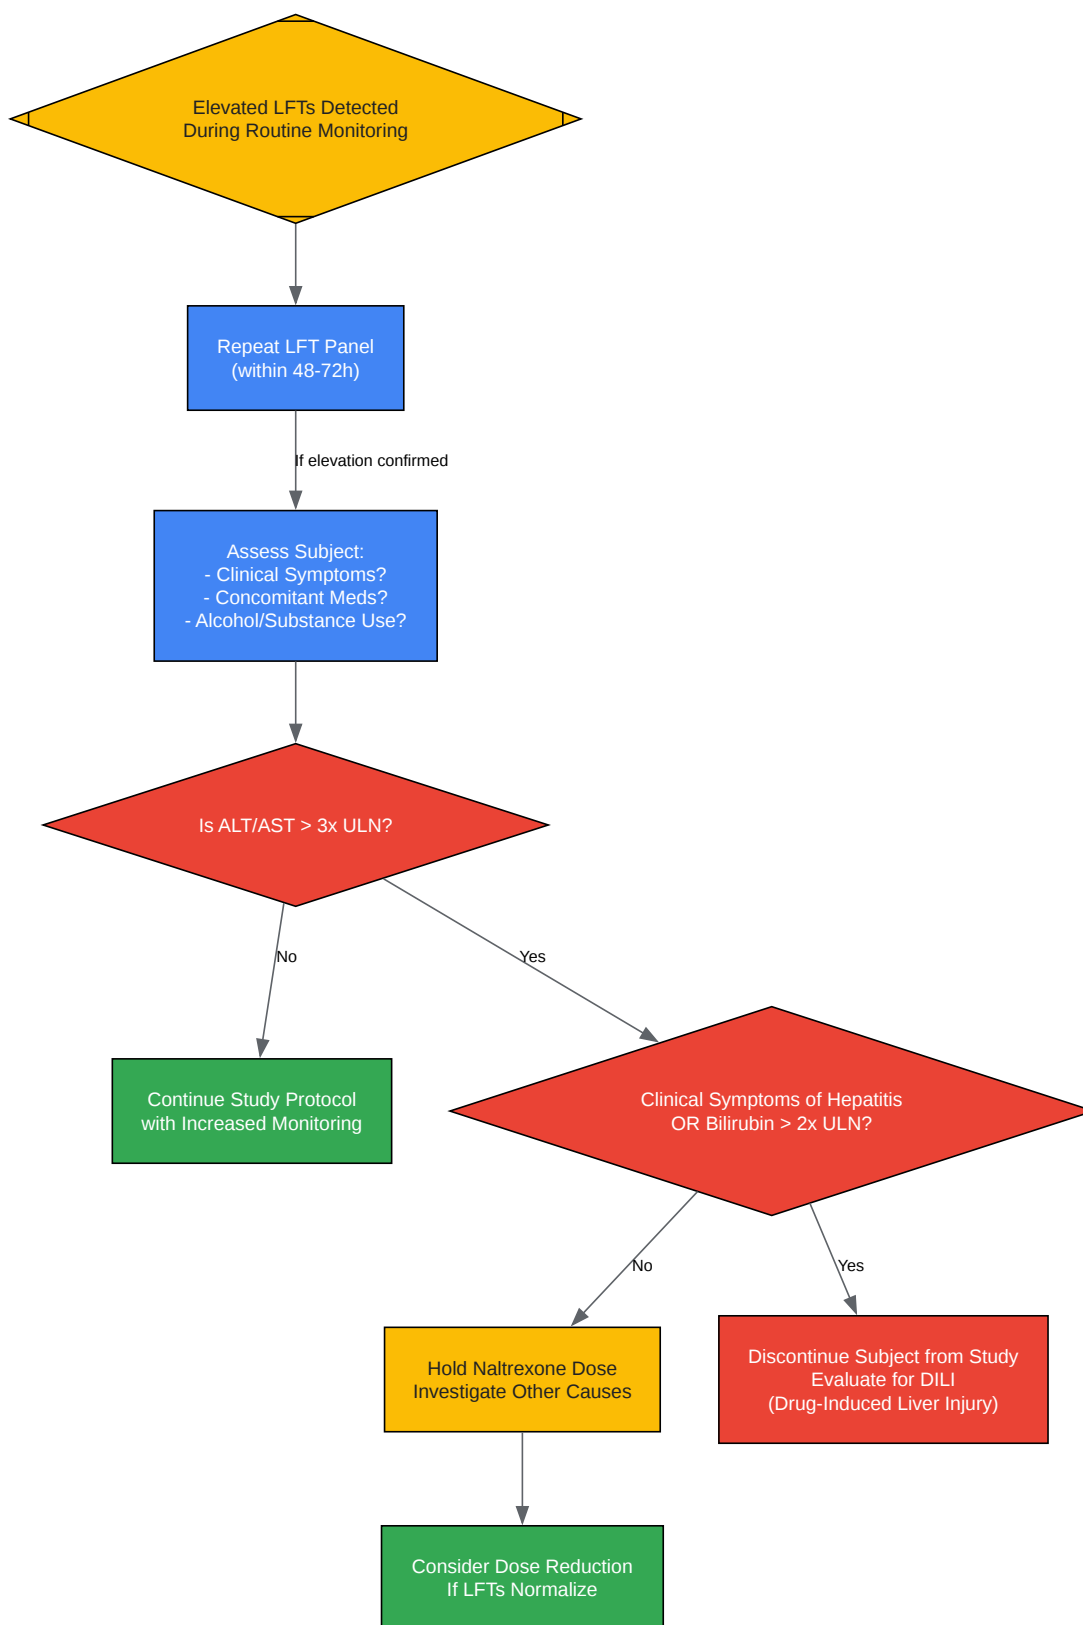 Elevated LFTs Detected
During Routine Monitoring
Repeat LFT Panel
(within 48-72h)
If elevation confirmed
Assess Subject:
- Clinical Symptoms?
- Concomitant Meds?
- Alcohol/Substance Use?
Is ALT/AST > 3x ULN?
No
Yes
Continue Study Protocol
with Increased Monitoring
Clinical Symptoms of Hepatitis
OR Bilirubin > 2x ULN?
No
Yes
Hold Naltrexone Dose
Investigate Other Causes
Discontinue Subject from Study
Evaluate for DILI
(Drug-Induced Liver Injury)
Consider Dose Reduction
If LFTs Normalize